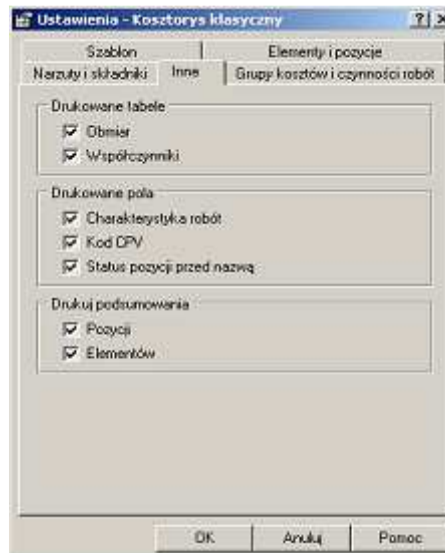 Ustawienia - Kosztorys klasyczny
Szablon Elementy i pozycje
Narzuty i składniki Inne Grupy kosztów i czynności robót
Drukowane tabele
Obmiar
Współczynniki
Drukowane pola
Charakterystyka robót
Kod CPV
Status pozycji przed nazwą
Drukuj podsumowania
Pozycji
Elementów
OK Anuluj Pomoc